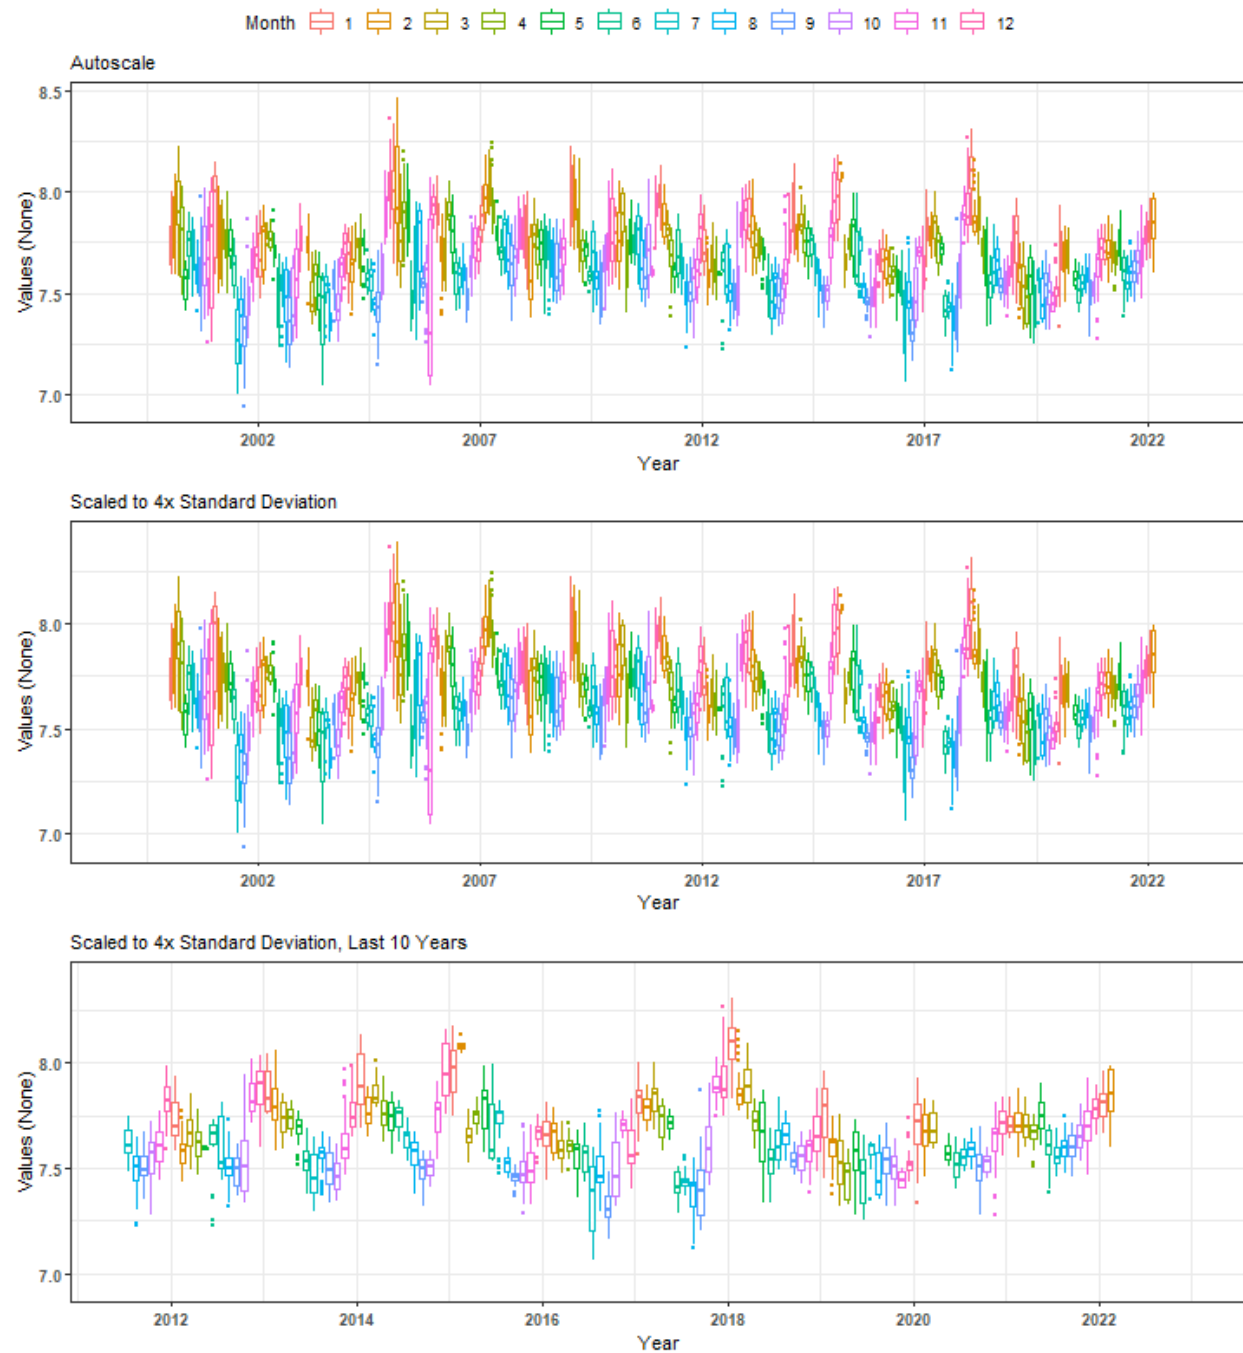 Month 1 2 3 4 5 6 7 8 9 10 11 12
Autoscale
Values (None)
8.5
8.0
7.5
7.0
2002 2007 2012 2017 2022
Year
Scaled to 4x Standard Deviation
Values (None)
8.0
7.5
7.0
2002 2007 2012 2017 2022
Year
Scaled to 4x Standard Deviation, Last 10 Years
Values (None)
8.0
7.5
7.0
2012 2014 2016 2018 2020 2022
Year